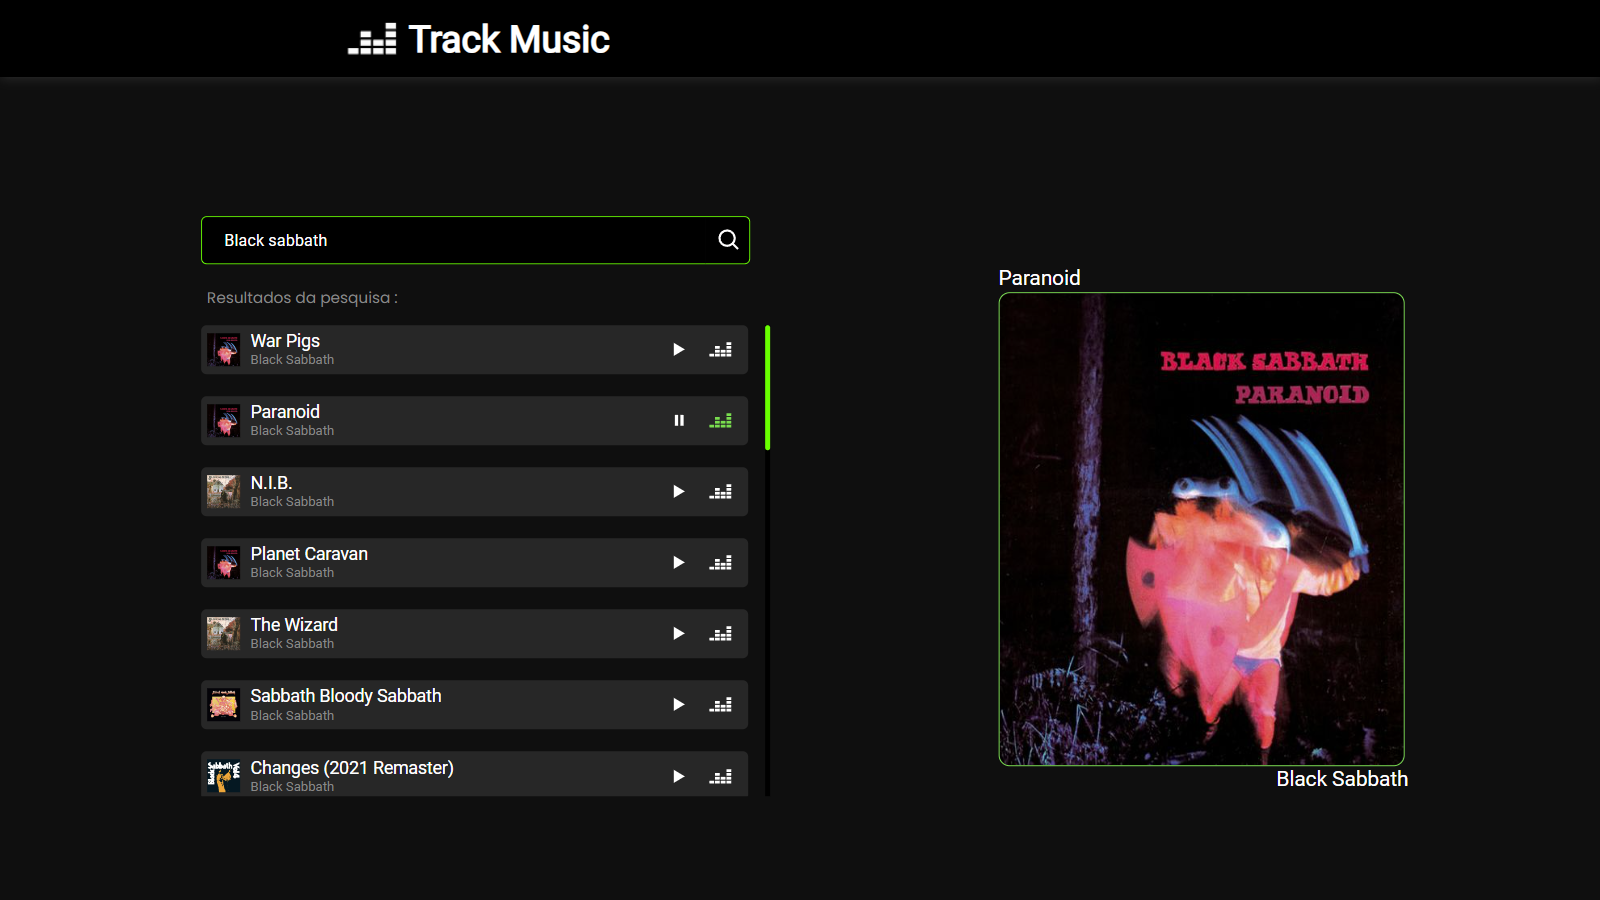 Track Music
Black sabbath
Resultados da pesquisa :
War Pigs
Black Sabbath
Paranoid
Black Sabbath
N.I.B.
Black Sabbath
Planet Caravan
Black Sabbath
The Wizard
Black Sabbath
Sabbath Bloody Sabbath
Black Sabbath
Changes (2021 Remaster)
Black Sabbath
Paranoid
BLACK SABBATH
PARANOID
Black Sabbath